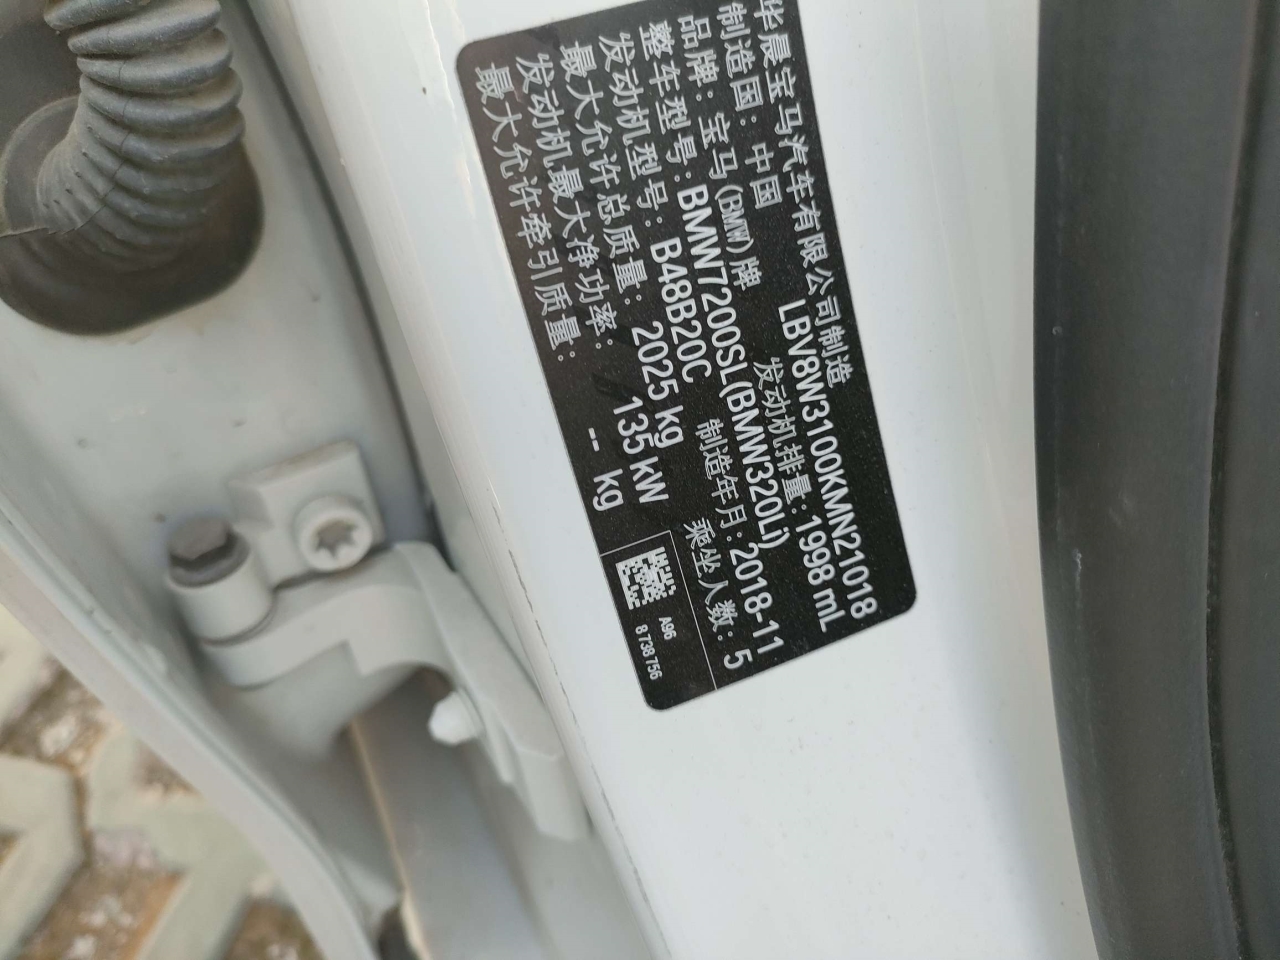 华晨宝马汽车有限公司制造
制造国：中国 LBV8W3100KMN21018
品牌：宝马(BMW)牌 发动机排量：1998 mL
整车型号：BMW7200SL(BMW320Li)
发动机型号：B48B20C 制造年月：2018-11
最大允许总质量：2025 kg 乘坐人数：5
发动机最大净功率：135 kW
最大允许牵引质量：-- kg
A96
8 738 756